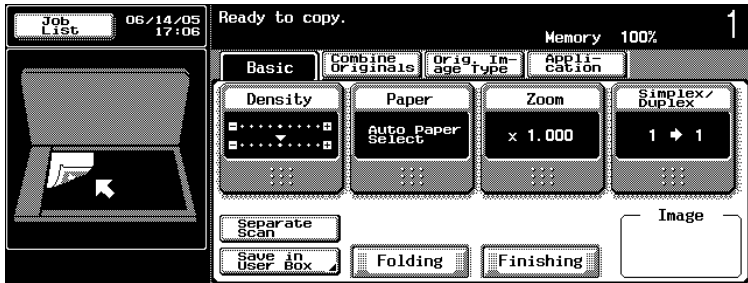 Job
List
06/14/05
17:06
Ready to copy.
Memory 100%
1
Basic
Combine
Originals
Orig. Im-
age Type
Appli-
cation
Density
Paper
Auto Paper
Select
Zoom
× 1.000
Simplex/
Duplex
1 → 1
Separate
Scan
Save in
User Box
Folding
Finishing
Image